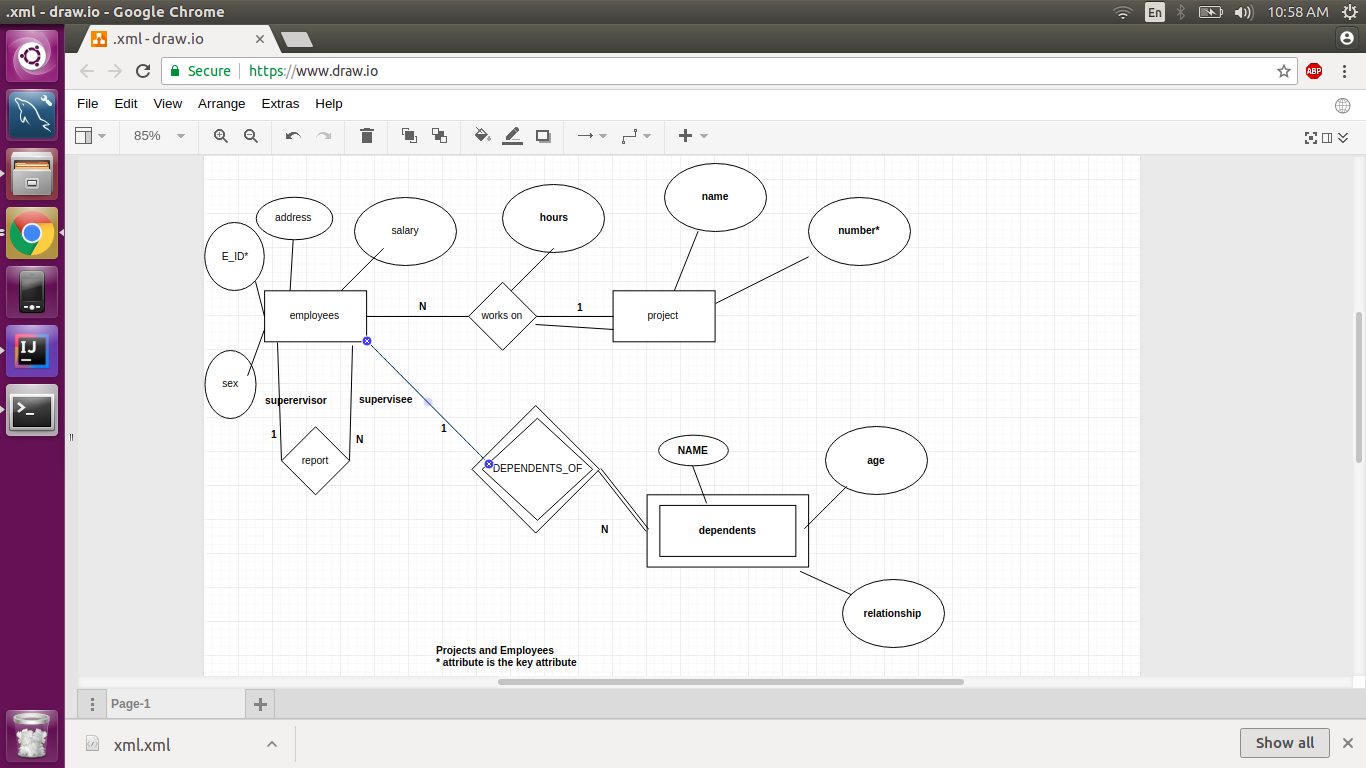 .xml - draw.io - Google Chrome
En
10:58 AM
.xml - draw.io
Secure
https://www.draw.io
ABP
File Edit View Arrange Extras Help
85%
name
address
salary
hours
number*
E_ID*
employees
N
works on
1
project
sex
superervisor
supervisee
1
1
N
report
DEPENDENTS_OF
NAME
age
N
dependents
relationship
Projects and Employees
* attribute is the key attribute
IJ
>_
Page-1
xml.xml
Show all